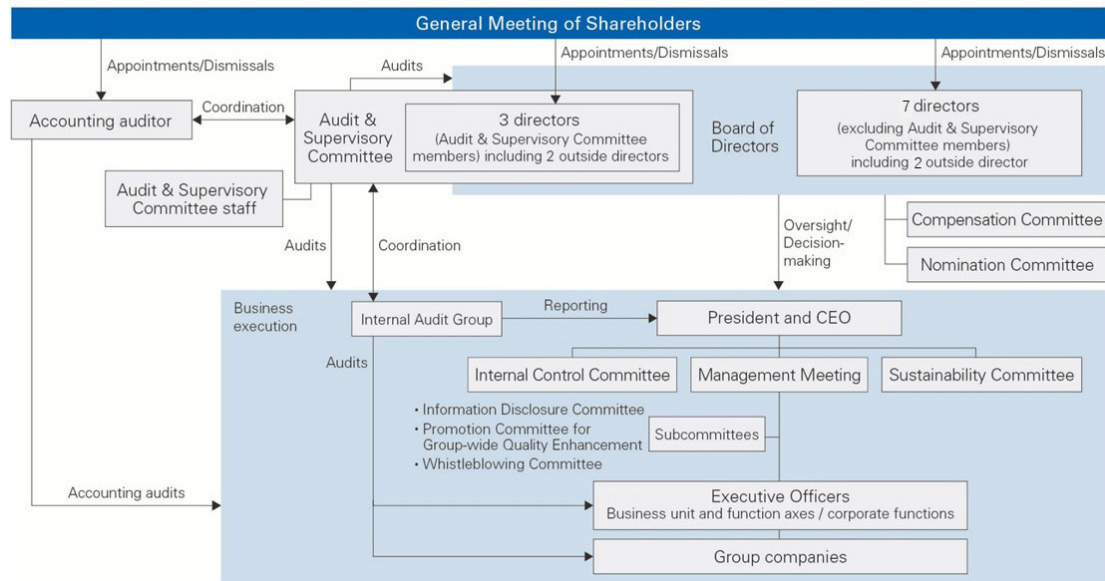 General Meeting of Shareholders
Appointments/Dismissals
Audits
Appointments/Dismissals
Appointments/Dismissals
Accounting auditor
Coordination
Audit &
Supervisory
Committee
3 directors
(Audit & Supervisory Committee
members) including 2 outside directors
Board of
Directors
7 directors
(excluding Audit & Supervisory
Committee members)
including 2 outside director
Audit & Supervisory
Committee staff
Audits
Coordination
Oversight/
Decision-
making
Compensation Committee
Nomination Committee
Business
execution
Internal Audit Group
Reporting
President and CEO
Audits
Internal Control Committee
Management Meeting
Sustainability Committee
・Information Disclosure Committee
・Promotion Committee for
Group-wide Quality Enhancement
・Whistleblowing Committee
Subcommittees
Accounting audits
Executive Officers
Business unit and function axes / corporate functions
Group companies